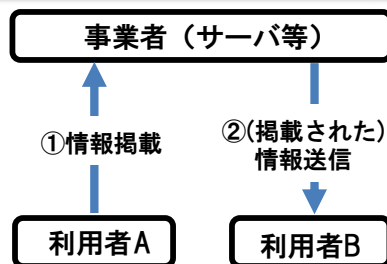 事業者（サーバ等）
①情報掲載
②(掲載された)
情報送信
利用者A
利用者B